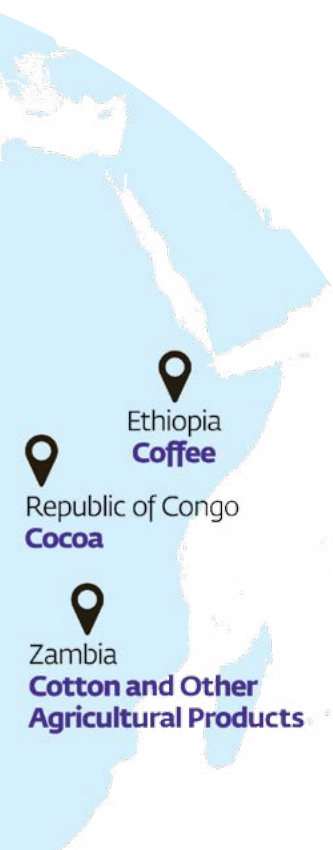 Ethiopia
Coffee
Republic of Congo
Cocoa
Zambia
Cotton and Other
Agricultural Products